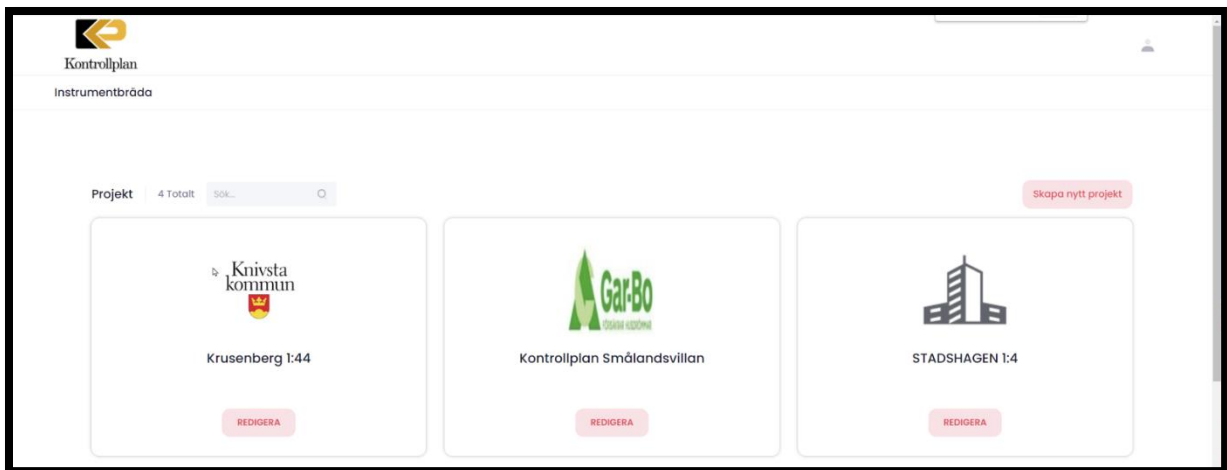 Kontrollplan
Instrumentbräda
Projekt 4 Totalt Sök... Skapa nytt projekt
Knivsta
kommun
Gar-Bo
Krusenberg 1:44 Kontrollplan Smålandsvillan STADSHAGEN 1:4
REDIGERA REDIGERA REDIGERA